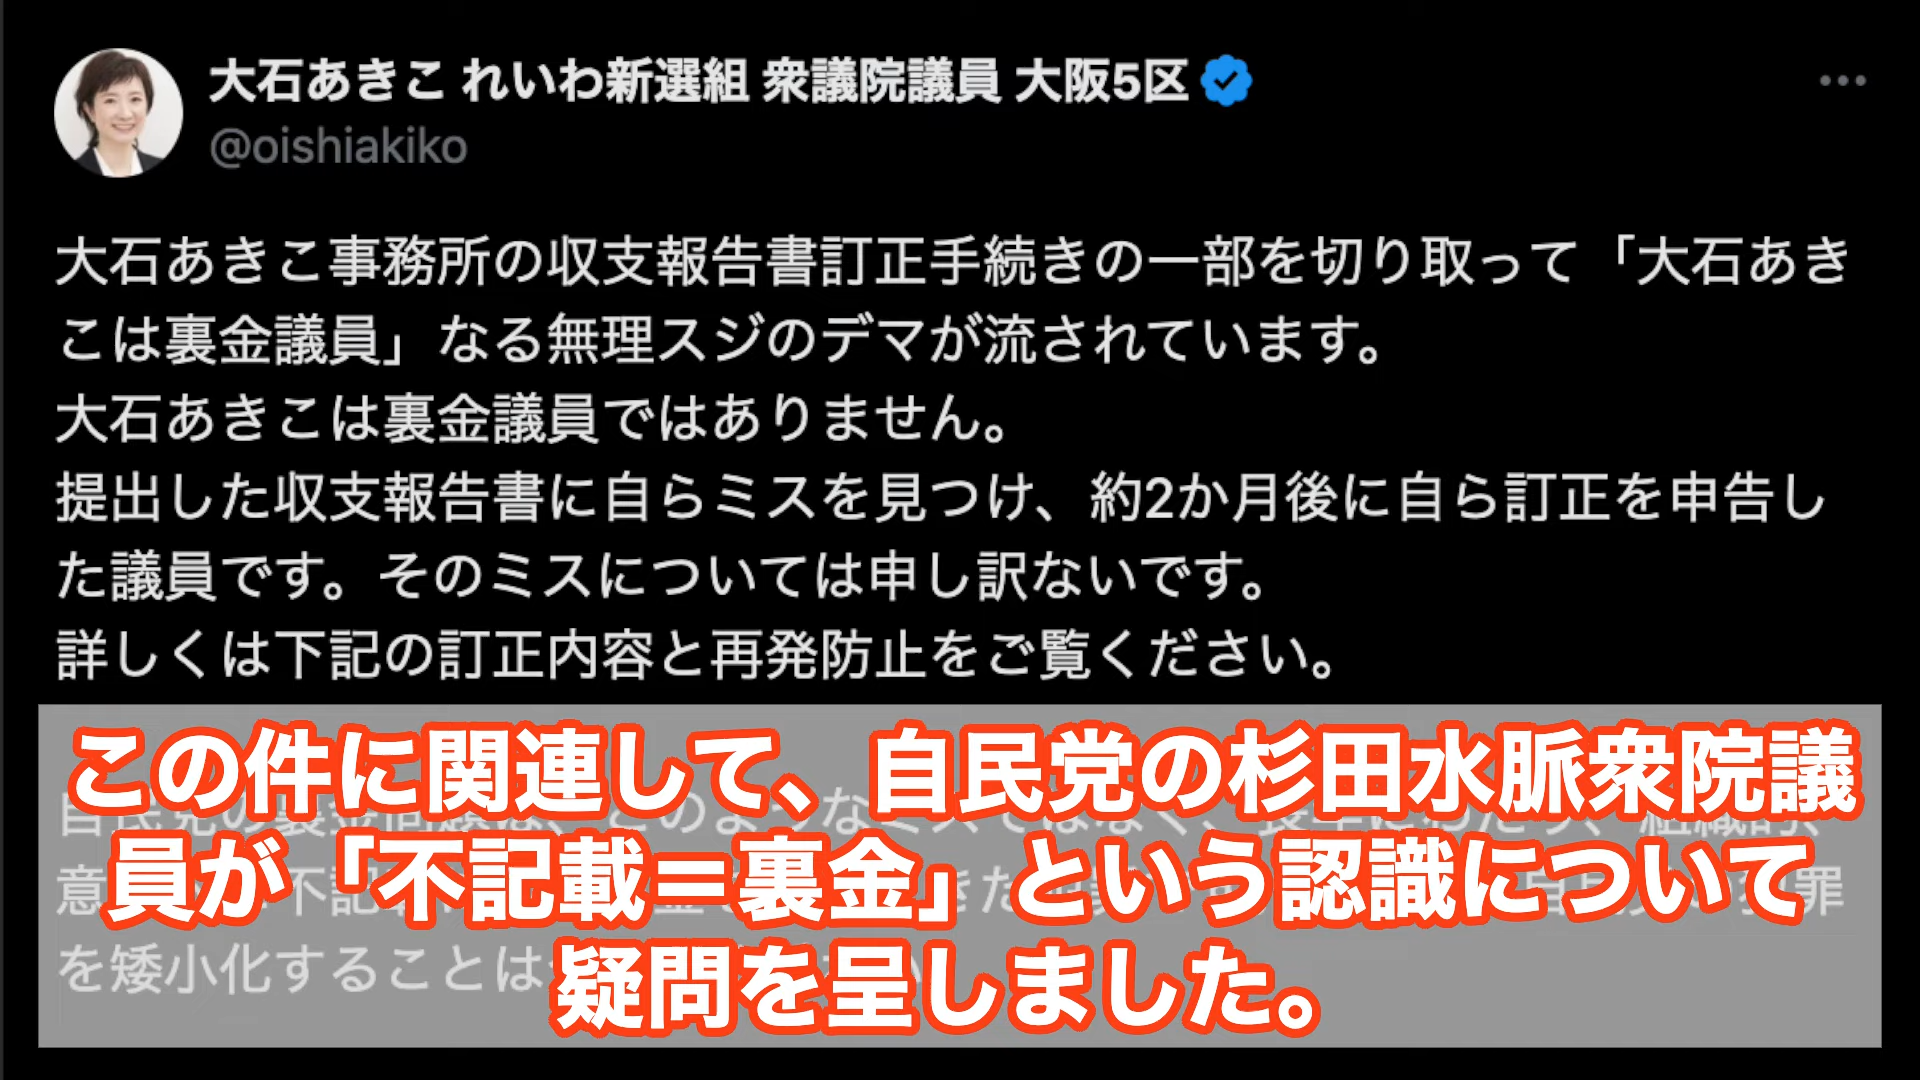 大石あきこ れいわ新選組 衆議院議員 大阪5区
@oishiakiko
大石あきこ事務所の収支報告書訂正手続きの一部を切り取って「大石あき
こは裏金議員」なる無理スジのデマが流されています。
大石あきこは裏金議員ではありません。
提出した収支報告書に自らミスを見つけ、約2か月後に自ら訂正を申告し
た議員です。そのミスについては申し訳ないです。
詳しくは下記の訂正内容と再発防止をご覧ください。
この件に関連して、自民党の杉田水脈衆院議
員が「不記載＝裏金」という認識について
疑問を呈しました。
を矮小化することは